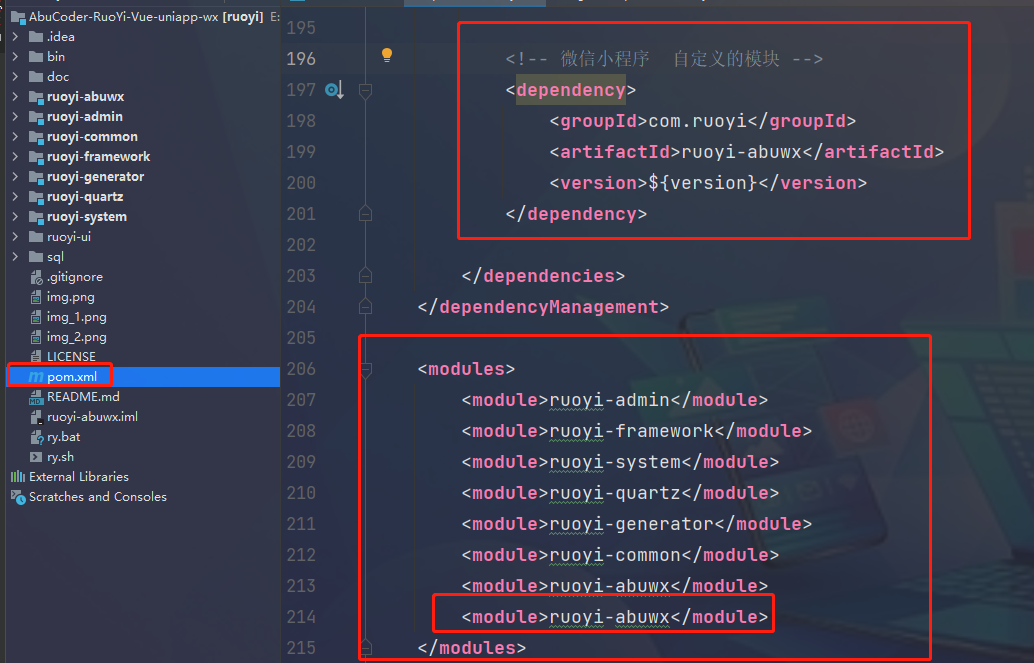 AbuCoder-RuoYi-Vue-uniapp-wx [ruoyi] E:
.idea
bin
doc
ruoyi-abuwx
ruoyi-admin
ruoyi-common
ruoyi-framework
ruoyi-generator
ruoyi-quartz
ruoyi-system
ruoyi-ui
sql
.gitignore
img.png
img_1.png
img_2.png
LICENSE
pom.xml
README.md
ruoyi-abuwx.iml
ry.bat
ry.sh
External Libraries
Scratches and Consoles
195
196 <!-- 微信小程序  自定义的模块 -->
197 <dependency>
198 <groupId>com.ruoyi</groupId>
199 <artifactId>ruoyi-abuwx</artifactId>
200 <version>${version}</version>
201 </dependency>
202
203 </dependencies>
204 </dependencyManagement>
205
206 <modules>
207 <module>ruoyi-admin</module>
208 <module>ruoyi-framework</module>
209 <module>ruoyi-system</module>
210 <module>ruoyi-quartz</module>
211 <module>ruoyi-generator</module>
212 <module>ruoyi-common</module>
213 <module>ruoyi-abuwx</module>
214 <module>ruoyi-abuwx</module>
215 </modules>